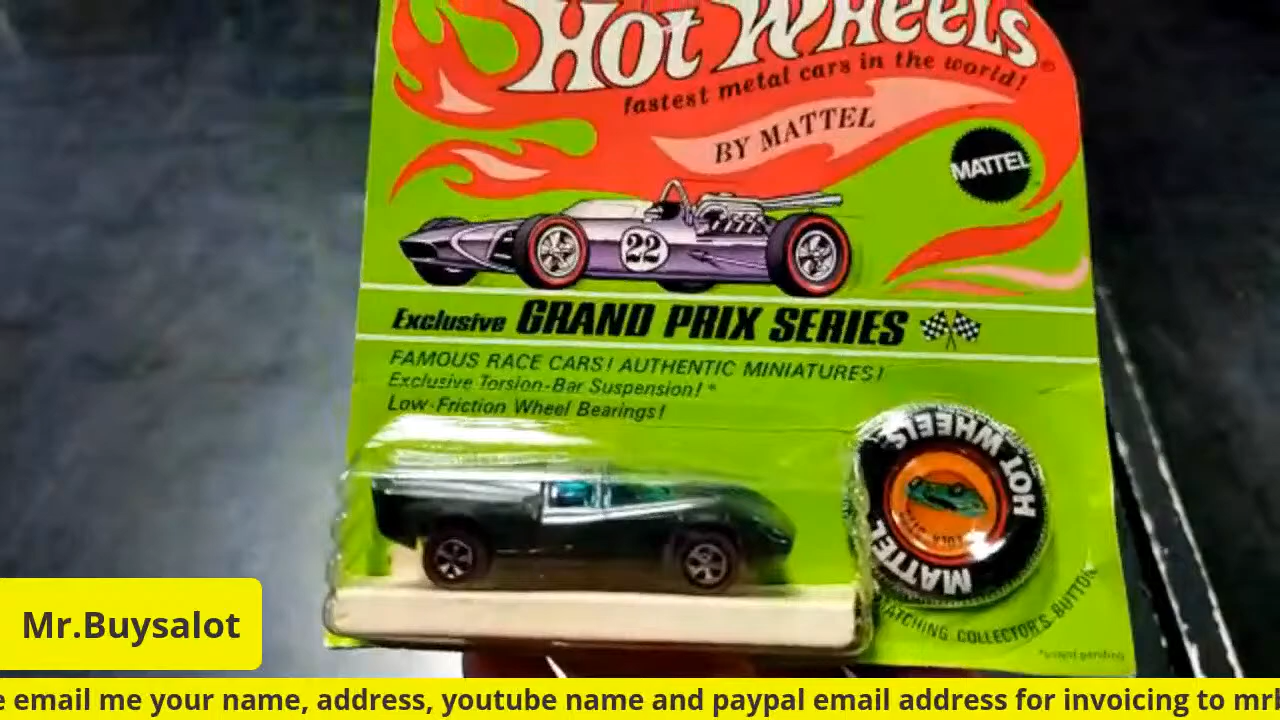 Hot Wheels©
fastest metal cars in the world!
BY MATTEL
MATTEL
22
Exclusive GRAND PRIX SERIES
FAMOUS RACE CARS! AUTHENTIC MINIATURES!
Exclusive Torsion-Bar Suspension!*
Low-Friction Wheel Bearings!
HOT WHEELS
MATTEL
MATCHING COLLECTOR'S BUTTON
*patent pending
Mr.Buysalot
email me your name, address, youtube name and paypal email address for invoicing to